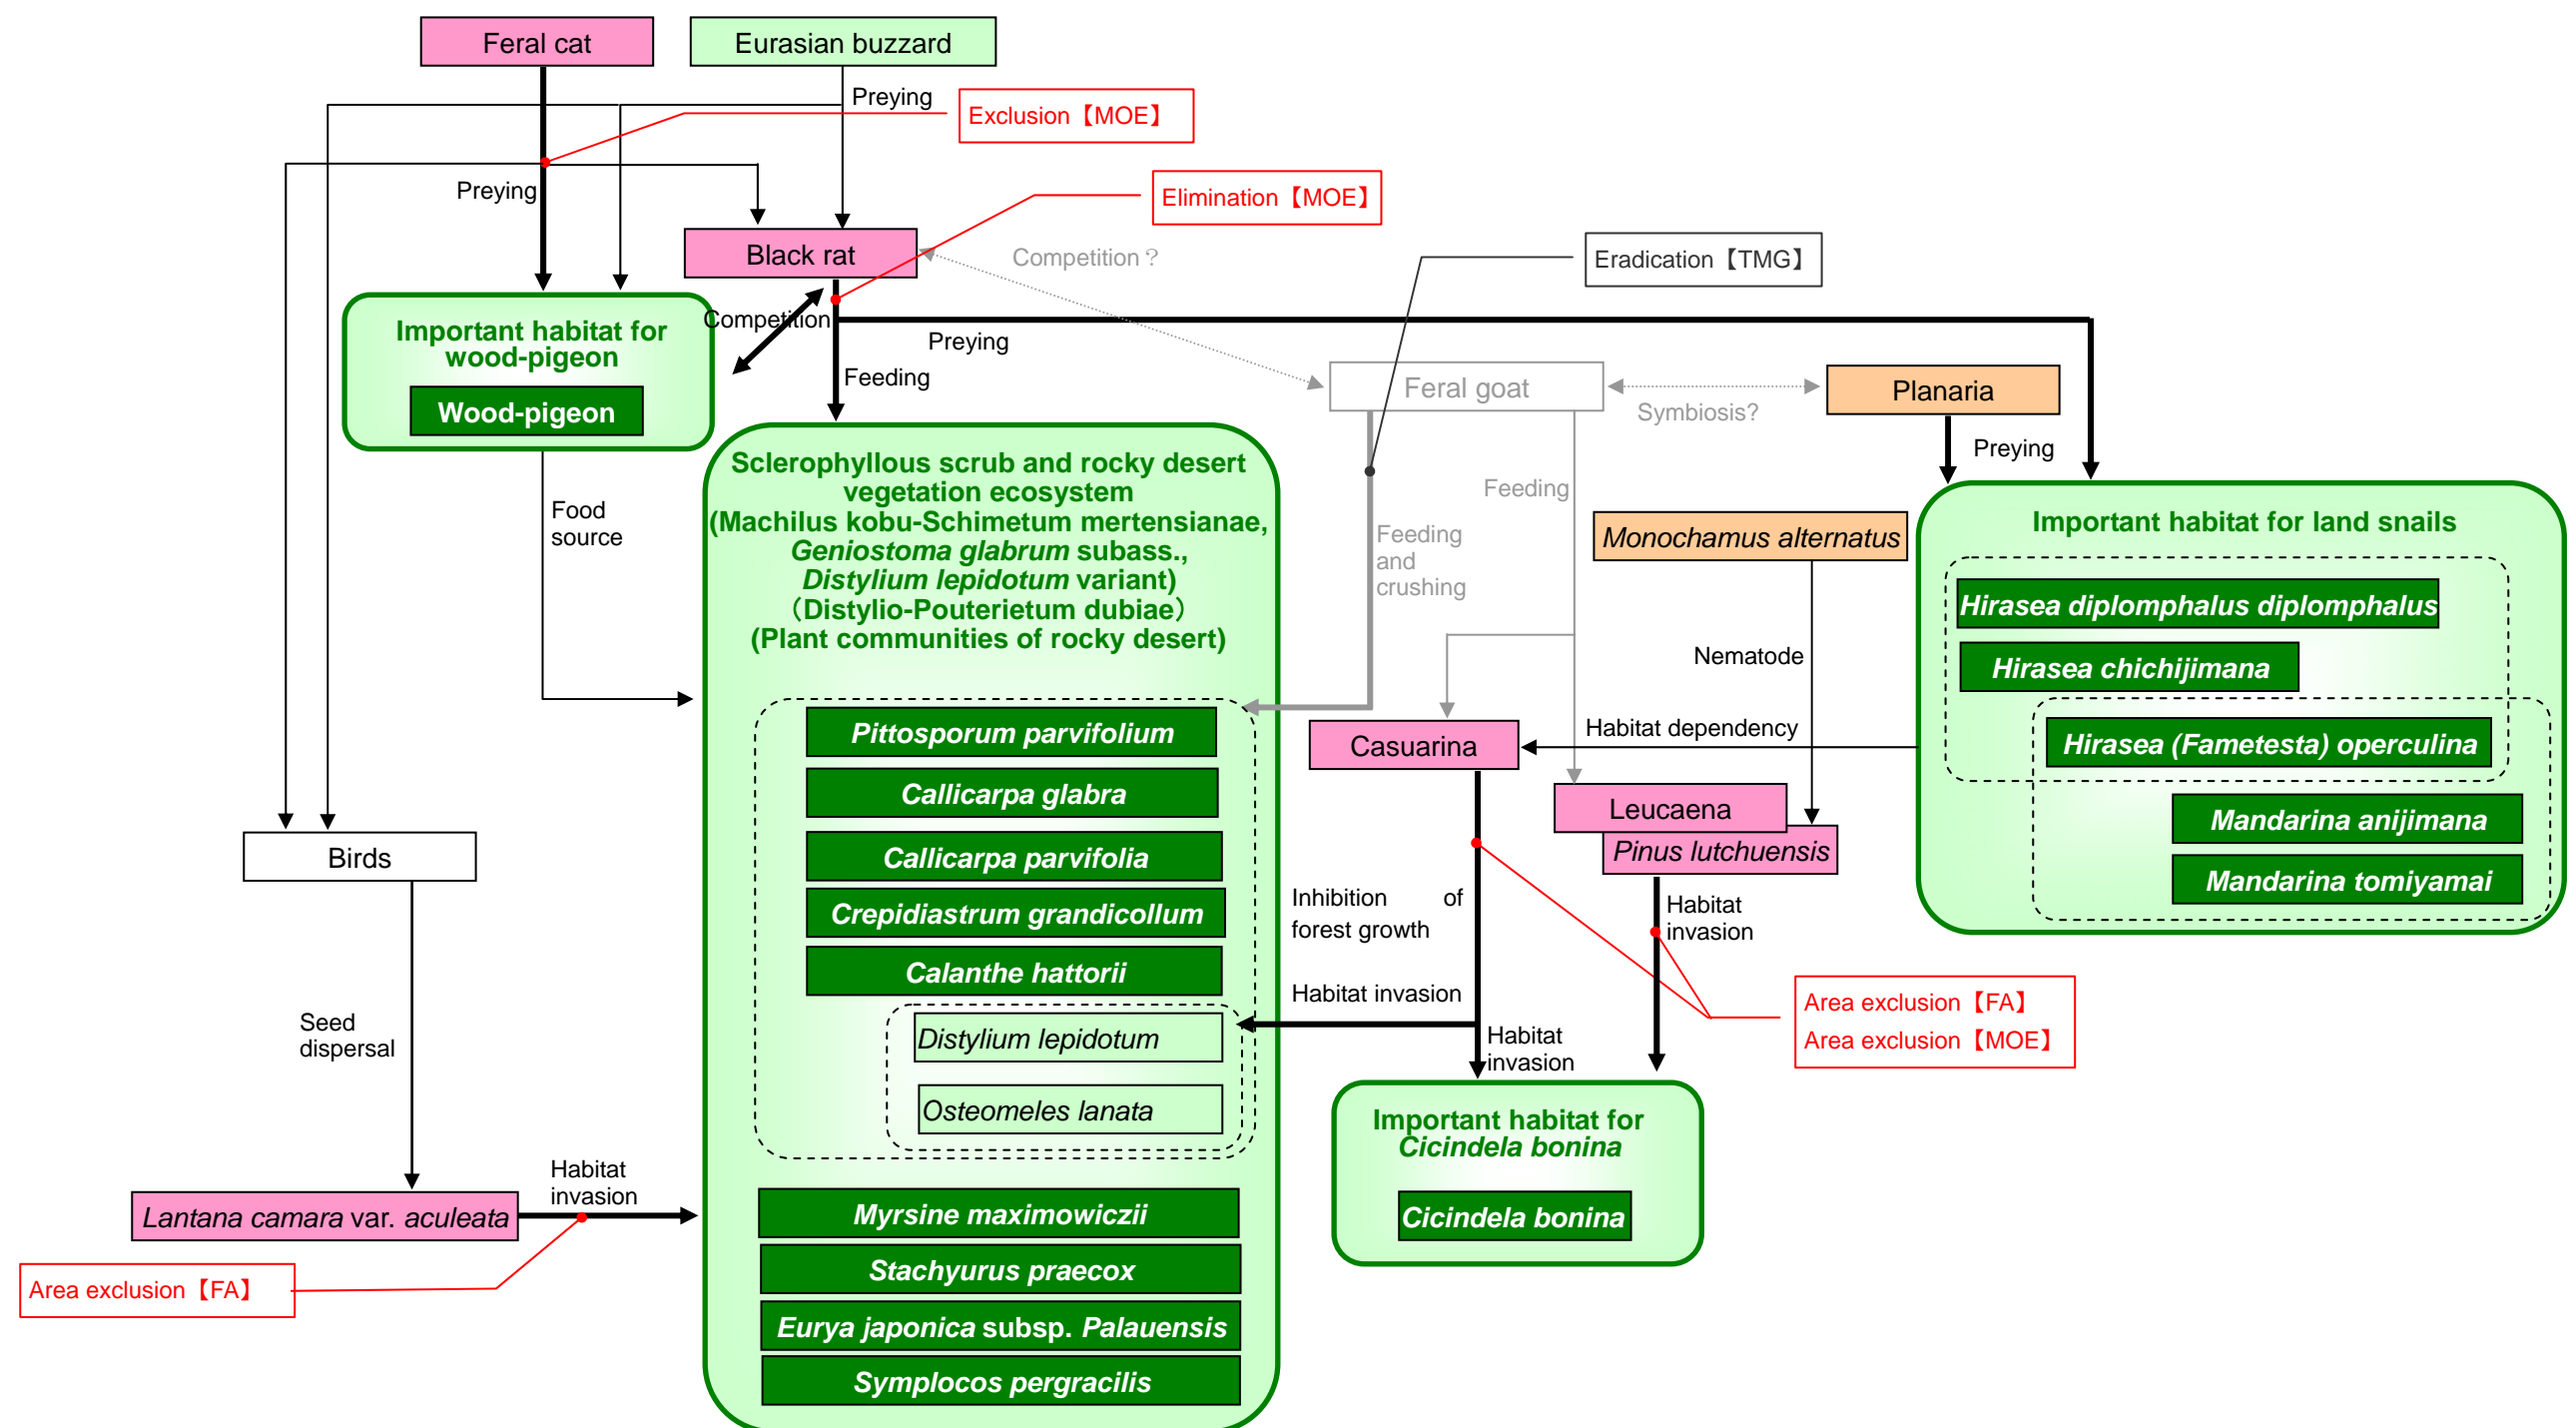 Feral cat
Eurasian buzzard
Preying
Exclusion【MOE】
Preying
Elimination【MOE】
Black rat
Competition？
Eradication【TMG】
Important habitat for
wood-pigeon
Wood-pigeon
Competition
Preying
Feeding
Feral goat
Symbiosis?
Planaria
Preying
Food
source
Sclerophyllous scrub and rocky desert
vegetation ecosystem
(Machilus kobu-Schimetum mertensianae,
Geniostoma glabrum subass.,
Distylium lepidotum variant)
（Distylio-Pouterietum dubiae）
(Plant communities of rocky desert)
Feeding
and
crushing
Feeding
Monochamus alternatus
Nematode
Important habitat for land snails
Hirasea diplomphalus diplomphalus
Hirasea chichijimana
Hirasea (Fametesta) operculina
Mandarina anijimana
Mandarina tomiyamai
Habitat dependency
Pittosporum parvifolium
Callicarpa glabra
Callicarpa parvifolia
Crepidiastrum grandicollum
Calanthe hattorii
Distylium lepidotum
Osteomeles lanata
Casuarina
Leucaena
Pinus lutchuensis
Birds
Inhibition of
forest growth
Habitat invasion
Habitat
invasion
Habitat
invasion
Area exclusion【FA】
Area exclusion【MOE】
Seed
dispersal
Important habitat for
Cicindela bonina
Cicindela bonina
Habitat
invasion
Lantana camara var. aculeata
Area exclusion【FA】
Myrsine maximowiczii
Stachyurus praecox
Eurya japonica subsp. Palauensis
Symplocos pergracilis